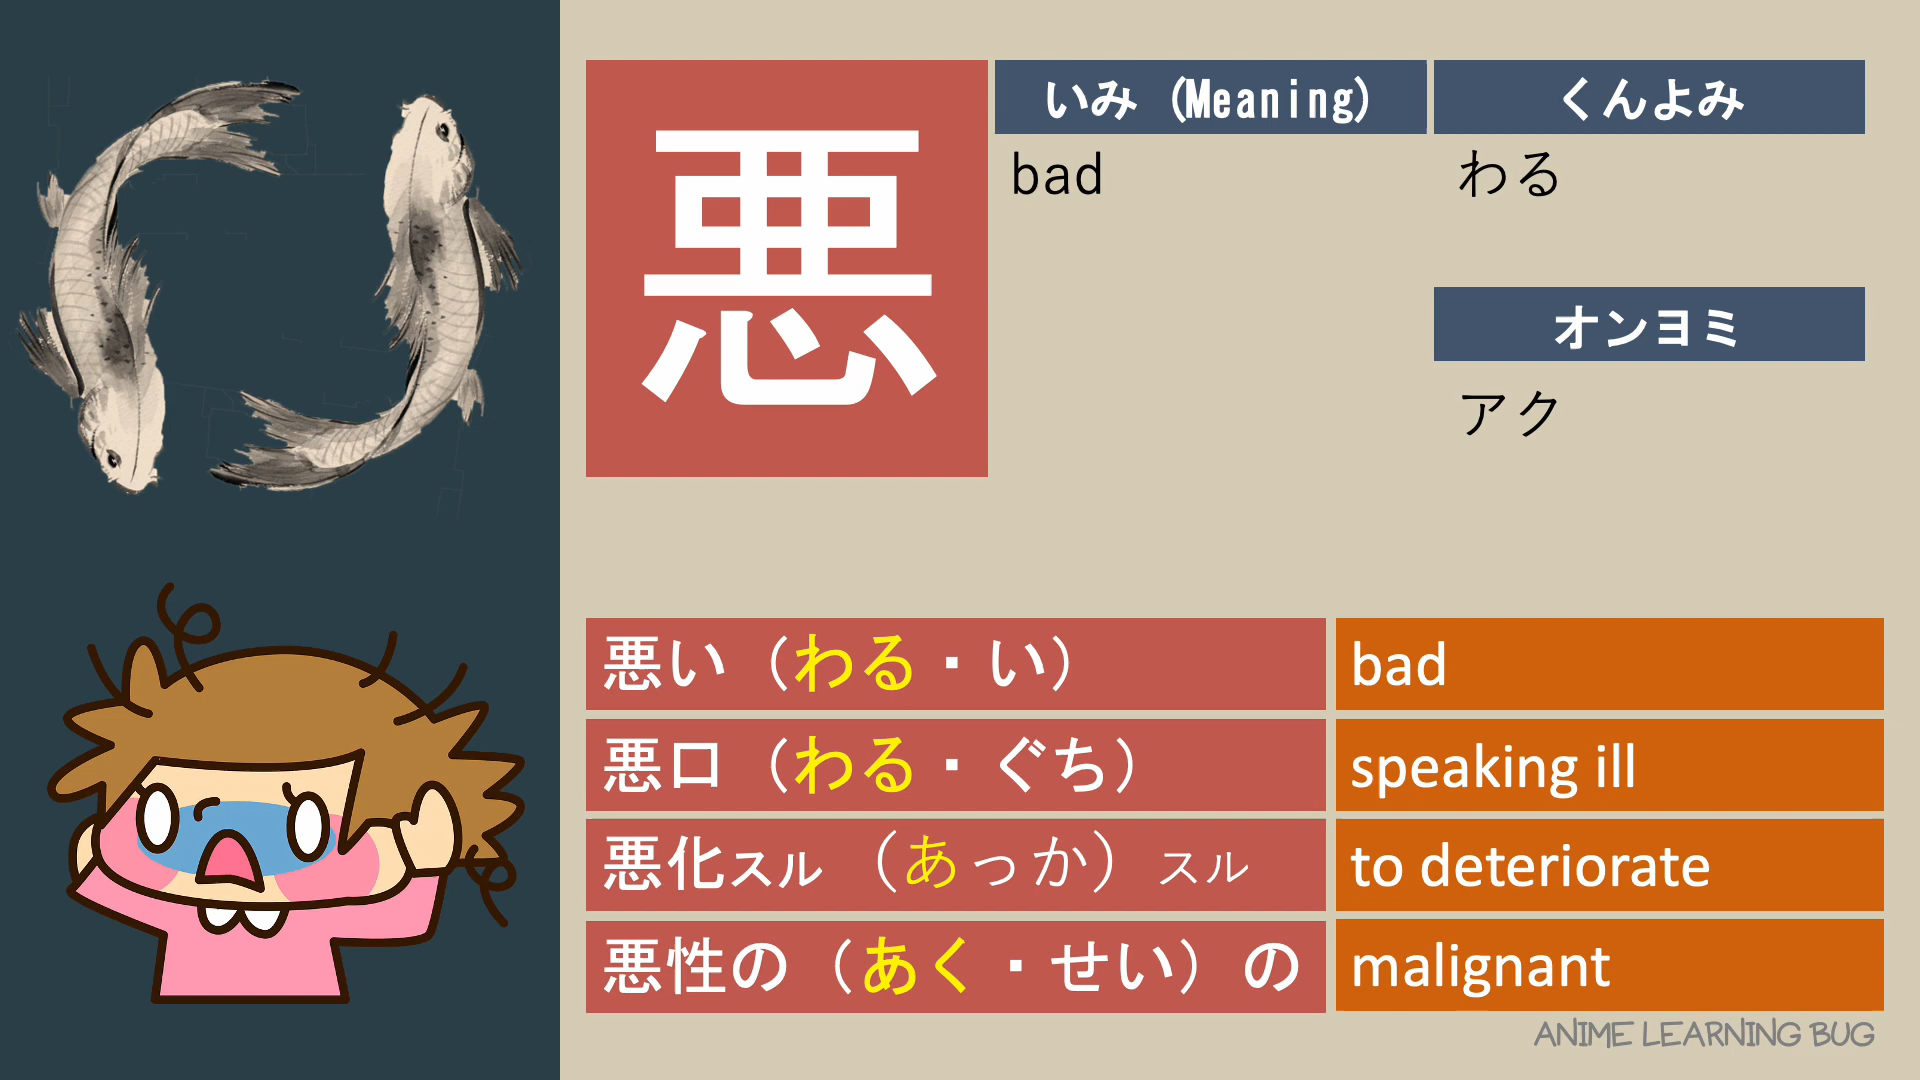 悪
いみ (Meaning)
くんよみ
bad
わる
オンヨミ
アク
悪い（わる・い）
bad
悪口（わる・ぐち）
speaking ill
悪化スル（あっか）スル
to deteriorate
悪性の（あく・せい）の
malignant
ANIME LEARNING BUG